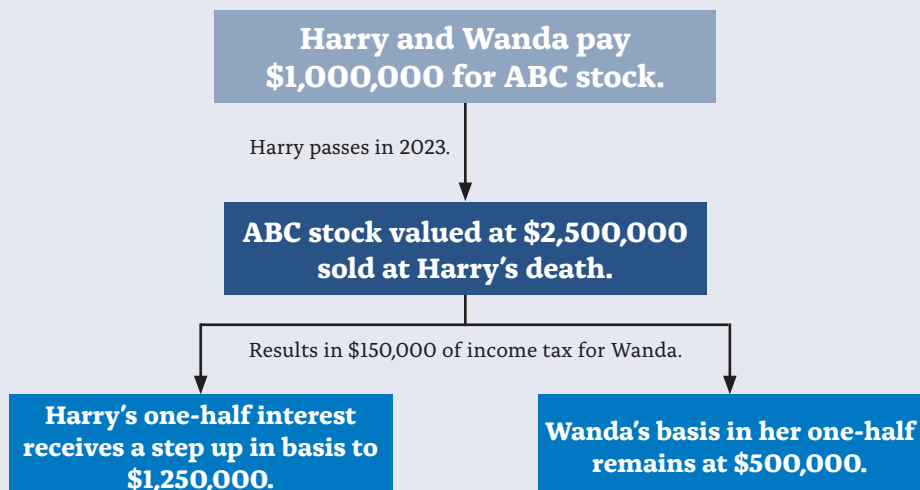 Harry and Wanda pay
$1,000,000 for ABC stock.
Harry passes in 2023.
ABC stock valued at $2,500,000
sold at Harry’s death.
Results in $150,000 of income tax for Wanda.
Harry’s one-half interest
receives a step up in basis to
$1,250,000.
Wanda’s basis in her one-half
remains at $500,000.